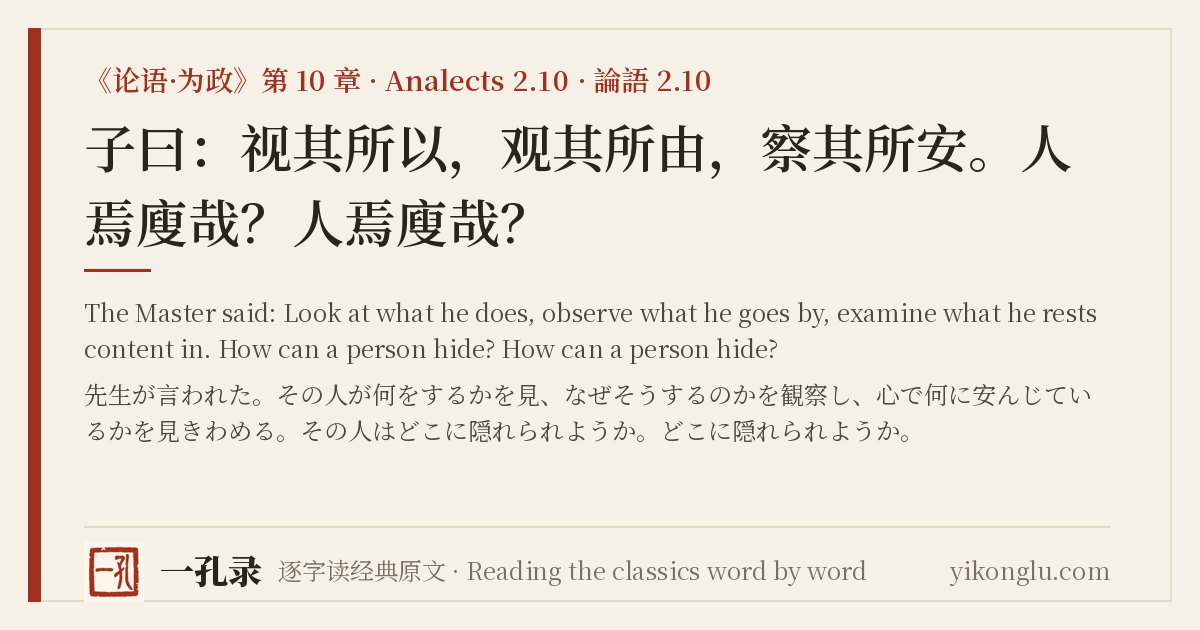 《论语·为政》第 10 章 · Analects 2.10 · 論語 2.10
子曰：视其所以，观其所由，察其所安。人
焉廋哉？人焉廋哉？
The Master said: Look at what he does, observe what he goes by, examine what he rests
content in. How can a person hide? How can a person hide?
先生が言われた。その人が何をするかを見、なぜそうするのかを観察し、心で何に安んじてい
るかを見きわめる。その人はどこに隠れられようか。どこに隠れられようか。
一孔
一孔录 逐字读经典原文 · Reading the classics word by word yikonglu.com